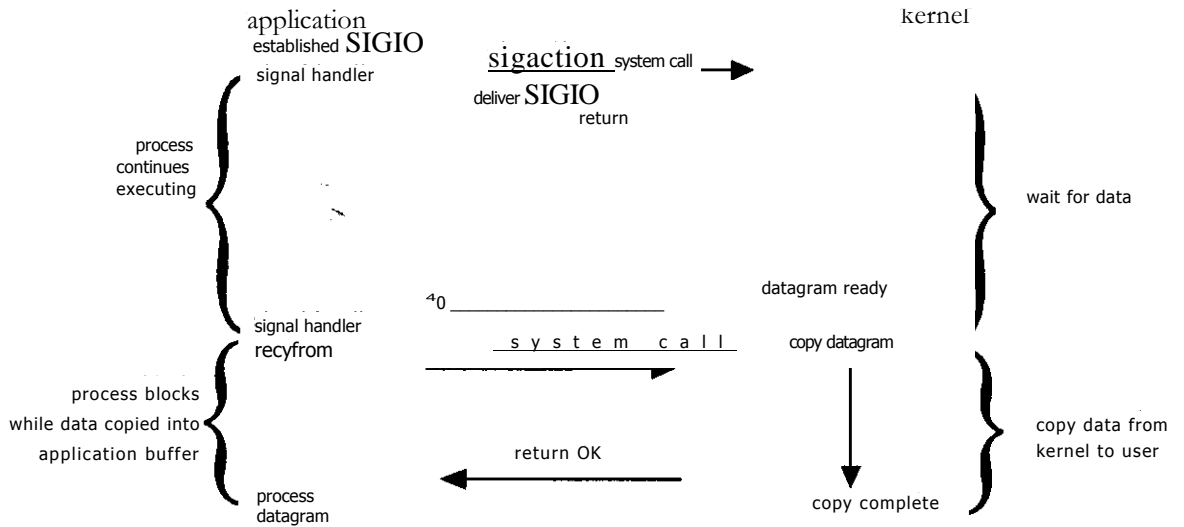 application
kernel
established SIGIO
signal handler
sigaction system call
deliver SIGIO
return
process
continues
executing
wait for data
datagram ready
40
signal handler
recyfrom
system call
copy datagram
process blocks
while data copied into
application buffer
copy data from
kernel to user
return OK
process
datagram
copy complete